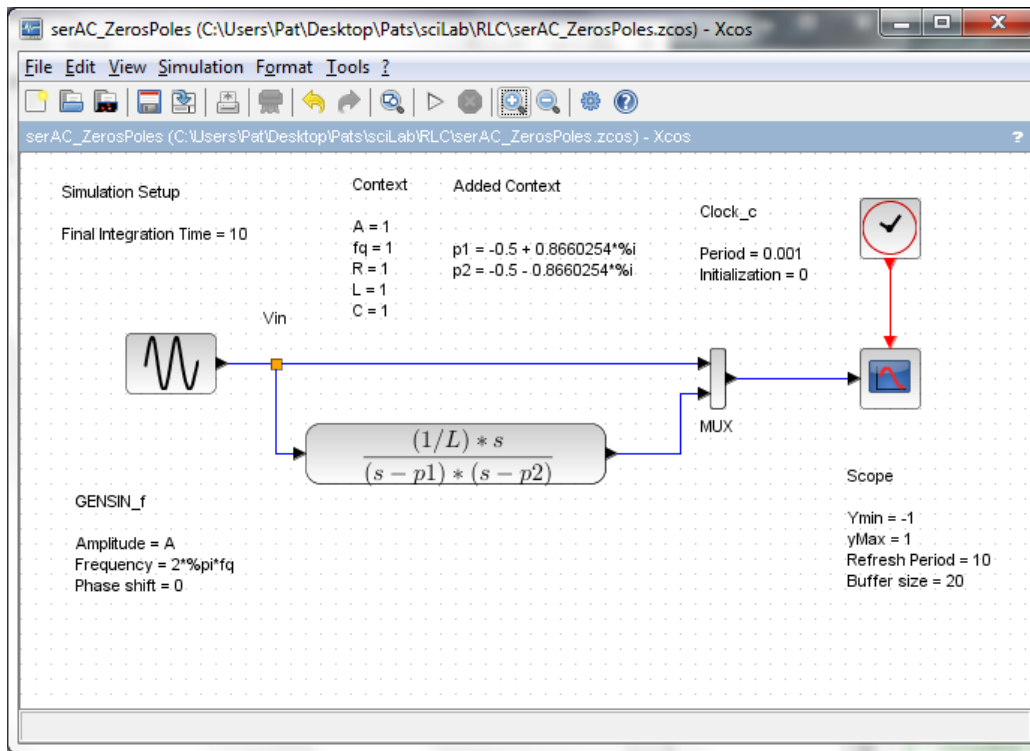 serAC_ZerosPoles (C:\Users\Pat\Desktop\Pats\sciLab\RLC\serAC_ZerosPoles.zcos) - Xcos
File Edit View Simulation Format Tools ?
serAC_ZerosPoles (C:\Users\Pat\Desktop\Pats\sciLab\RLC\serAC_ZerosPoles.zcos) - Xcos ?
Simulation Setup
Final Integration Time = 10
Context
A = 1
fq = 1
R = 1
L = 1
C = 1
Added Context
p1 = -0.5 + 0.8660254*%i
p2 = -0.5 - 0.8660254*%i
Clock_c
Period = 0.001
Initialization = 0
Vin
(1/L) * s
(s - p1) * (s - p2)
MUX
GENSIN_f
Amplitude = A
Frequency = 2*%pi*fq
Phase shift = 0
Scope
Ymin = -1
yMax = 1
Refresh Period = 10
Buffer size = 20